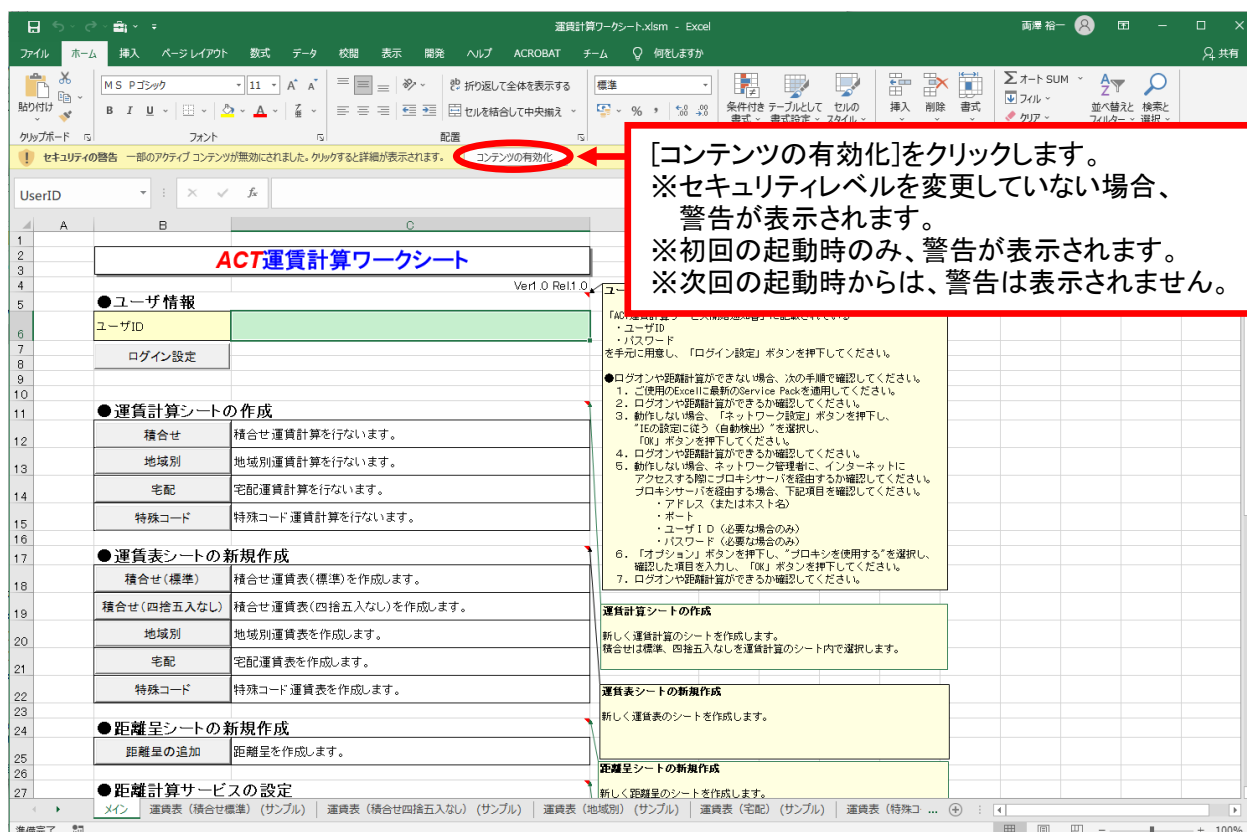 運賃計算ワークシート.xlsm - Excel
両澤 裕一
ファイル ホーム 挿入 ページ レイアウト 数式 データ 校閲 表示 開発 ヘルプ ACROBAT チーム 何をしますか 共有
MS Pゴシック 11 折り返して全体を表示する 標準 オート SUM
貼り付け B I U セルを結合して中央揃え 条件付き書式 テーブルとして書式設定 セルのスタイル 挿入 削除 書式 フィル クリア 並べ替えと フィルター 検索と 選択
クリップボード フォント 配置
セキュリティの警告 一部のアクティブ コンテンツが無効にされました。クリックすると詳細が表示されます。 コンテンツの有効化
[コンテンツの有効化]をクリックします。
※セキュリティレベルを変更していない場合、
警告が表示されます。
※初回の起動時のみ、警告が表示されます。
※次回の起動時からは、警告は表示されません。
UserID fx
A B C
1
2 ACT運賃計算ワークシート
3
4 Ver1.0 Rel.1.0
5 ●ユーザ情報
6 ユーザID
7
8 ログイン設定
9
10
11 ●運賃計算シートの作成
12 積合せ 積合せ運賃計算を行ないます。
13 地域別 地域別運賃計算を行ないます。
14 宅配 宅配運賃計算を行ないます。
15 特殊コード 特殊コード運賃計算を行ないます。
16
17 ●運賃表シートの新規作成
18 積合せ(標準) 積合せ運賃表(標準)を作成します。
19 積合せ(四捨五入なし) 積合せ運賃表(四捨五入なし)を作成します。
20 地域別 地域別運賃表を作成します。
21 宅配 宅配運賃表を作成します。
22 特殊コード 特殊コード運賃表を作成します。
23
24 ●距離呈シートの新規作成
25 距離呈の追加 距離呈を作成します。
26
27 ●距離計算サービスの設定
・ユーザID
・パスワード
を手元に用意し、「ログイン設定」ボタンを押下してください。
●ログオンや距離計算ができない場合、次の手順で確認してください。
1. ご使用のExcelに最新のService Packを適用してください。
2. ログオンや距離計算ができるか確認してください。
3. 動作しない場合、「ネットワーク設定」ボタンを押下し、
"IEの設定に従う（自動検出）"を選択し、
「OK」ボタンを押下してください。
4. ログオンや距離計算ができるか確認してください。
5. 動作しない場合、ネットワーク管理者に、インターネットに
アクセスする際にプロキシサーバを経由するか確認してください。
プロキシサーバを経由する場合、下記項目を確認してください。
・アドレス（またはホスト名）
・ポート
・ユーザＩＤ（必要な場合のみ）
・パスワード（必要な場合のみ）
6. 「オプション」ボタンを押下し、"プロキシを使用する"を選択し、
確認した項目を入力し、「OK」ボタンを押下してください。
7. ログオンや距離計算ができるか確認してください。
運賃計算シートの作成
新しく運賃計算のシートを作成します。
積合せは標準、四捨五入なしを運賃計算のシート内で選択します。
運賃表シートの新規作成
新しく運賃表のシートを作成します。
距離呈シートの新規作成
新しく距離呈のシートを作成します。
メイン 運賃表（積合せ標準）（サンプル） 運賃表（積合せ四捨五入なし）（サンプル） 運賃表（地域別）（サンプル） 運賃表（宅配）（サンプル） 運賃表（特殊コ ...
準備完了 100%